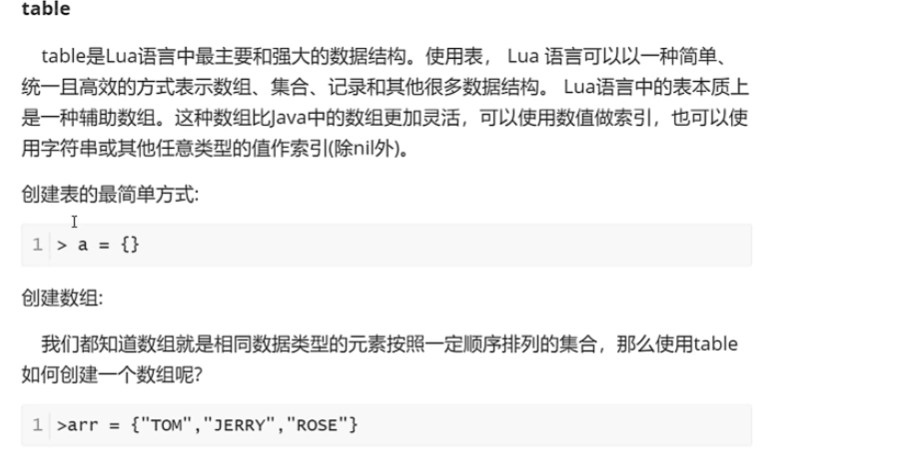 table
table是Lua语言中最主要和强大的数据结构。使用表， Lua 语言可以以一种简单、
统一且高效的方式表示数组、集合、记录和其他很多数据结构。 Lua语言中的表本质上
是一种辅助数组。这种数组比Java中的数组更加灵活，可以使用数值做索引，也可以使
用字符串或其他任意类型的值作索引(除nil外)。
创建表的最简单方式:
1 > a = {}
创建数组:
我们都知道数组就是相同数据类型的元素按照一定顺序排列的集合，那么使用table
如何创建一个数组呢?
1 >arr = {"TOM","JERRY","ROSE"}